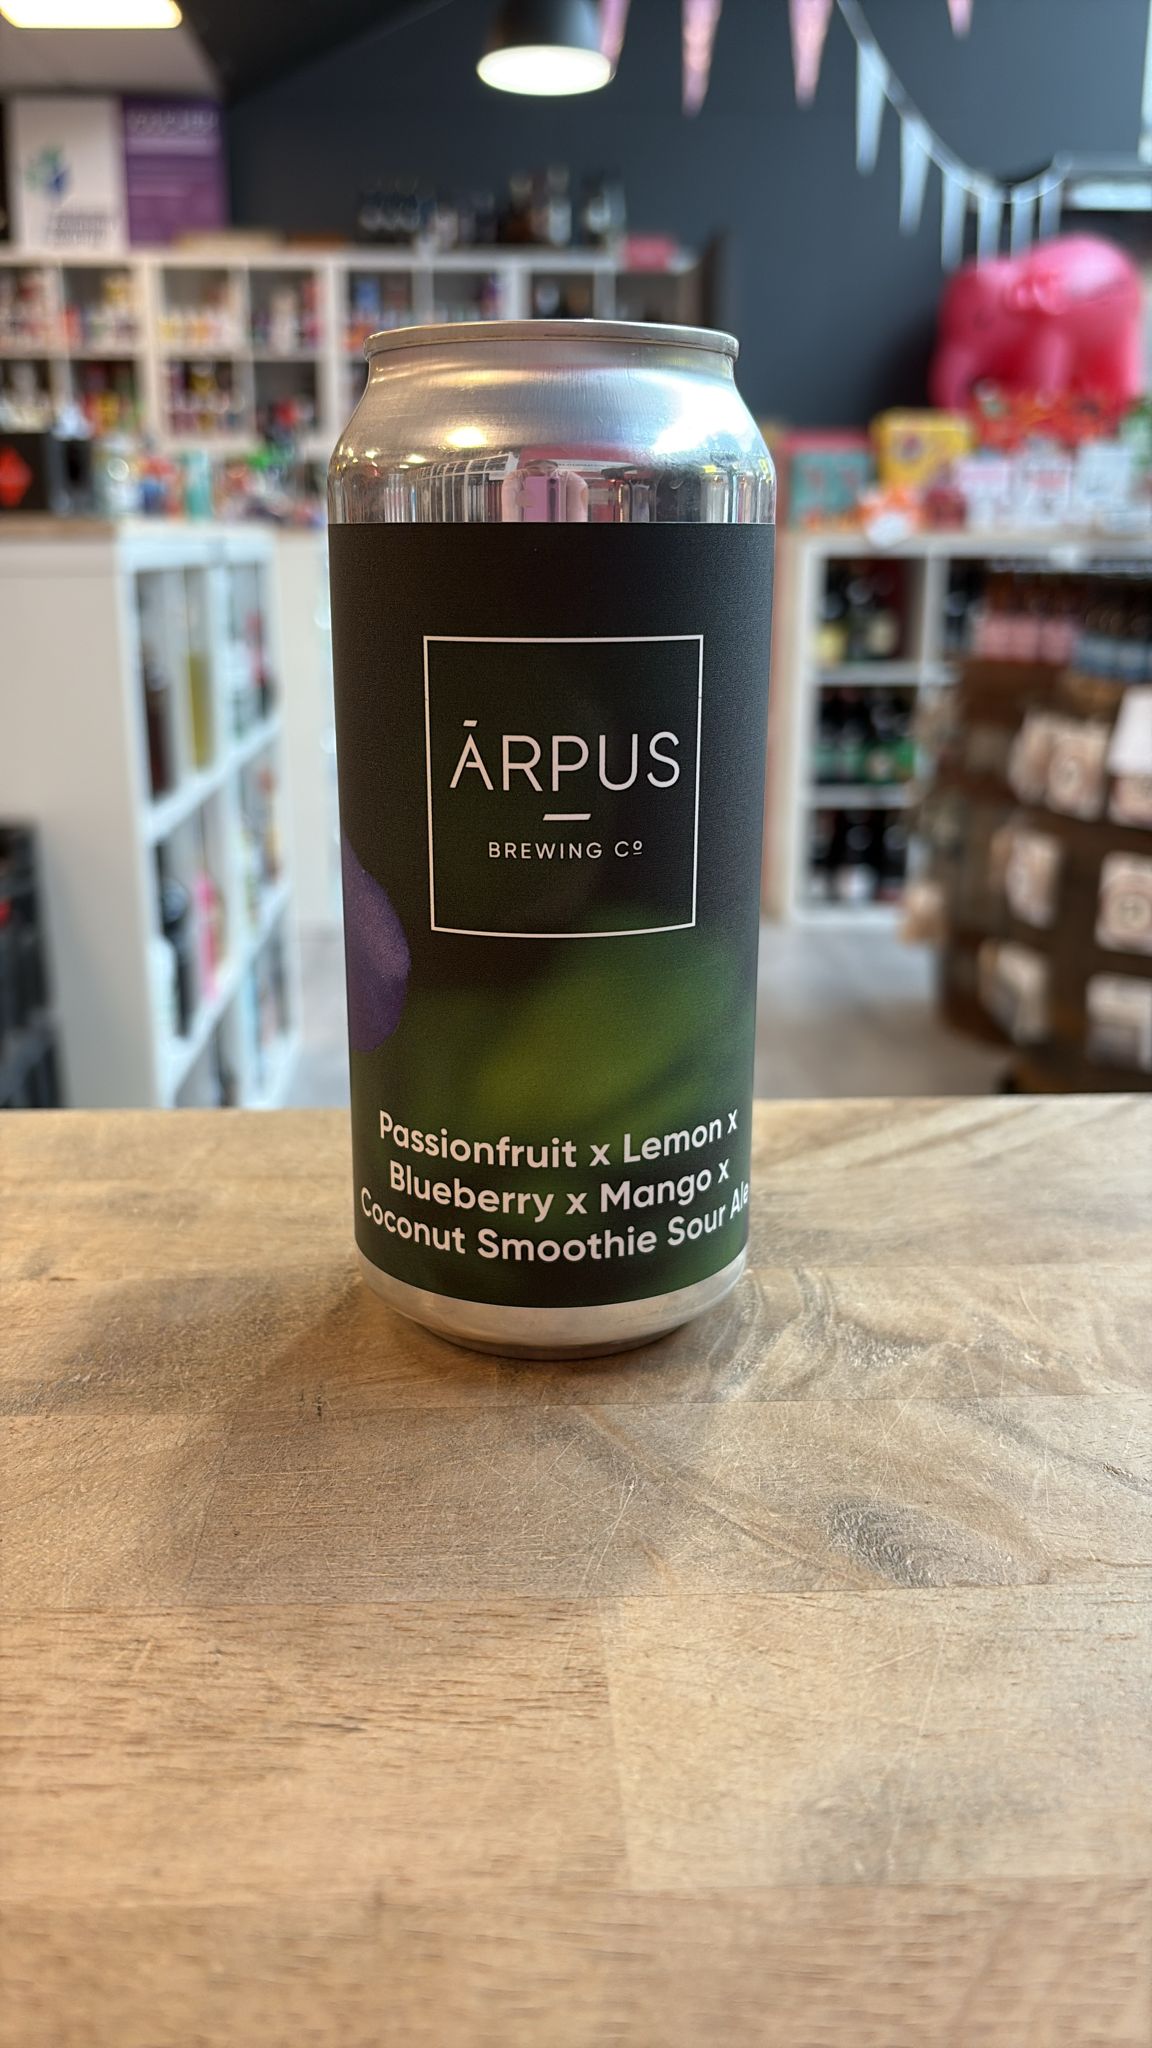 ĀRPUS
BREWING Cº
Passionfruit x Lemon x
Blueberry x Mango x
Coconut Smoothie Sour Ale